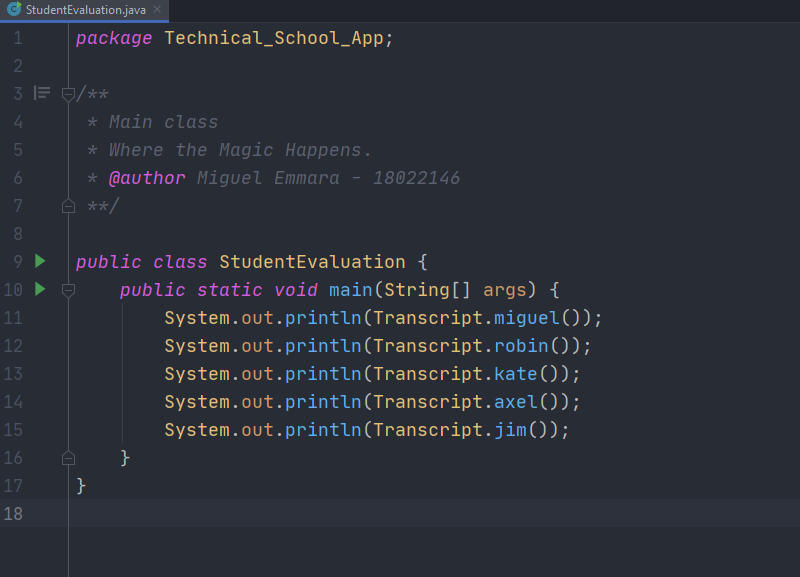 StudentEvaluation.java
1 package Technical_School_App;
2
3 /**
4 * Main class
5 * Where the Magic Happens.
6 * @author Miguel Emmara - 18022146
7 **/
8
9 public class StudentEvaluation {
10 public static void main(String[] args) {
11 System.out.println(Transcript.miguel());
12 System.out.println(Transcript.robin());
13 System.out.println(Transcript.kate());
14 System.out.println(Transcript.axel());
15 System.out.println(Transcript.jim());
16 }
17 }
18